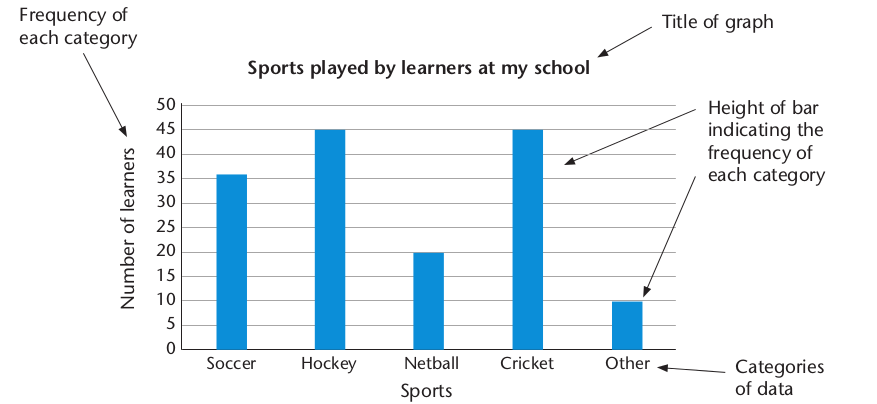 Frequency of
each category
Title of graph
Sports played by learners at my school
Number of learners
50
45
40
35
30
25
20
15
10
5
0
Height of bar
indicating the
frequency of
each category
Soccer Hockey Netball Cricket Other
Sports
Categories
of data